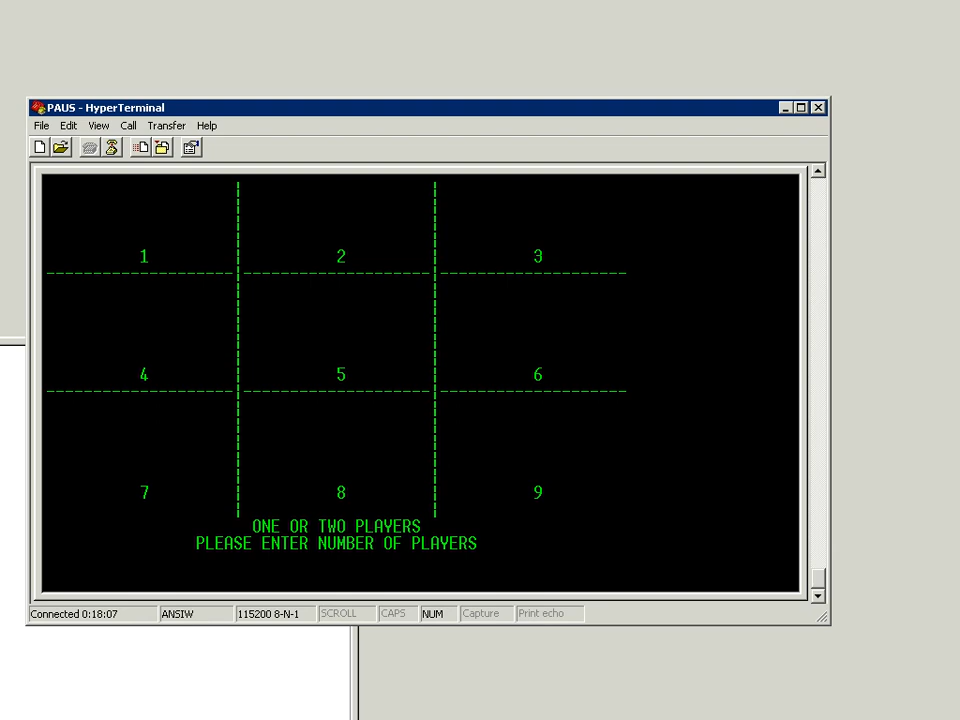 PAUS - HyperTerminal
File Edit View Call Transfer Help
1 2 3
4 5 6
7 8 9
ONE OR TWO PLAYERS
PLEASE ENTER NUMBER OF PLAYERS
Connected 0:18:07 ANSIW 115200 8-N-1 SCROLL CAPS NUM Capture Print echo